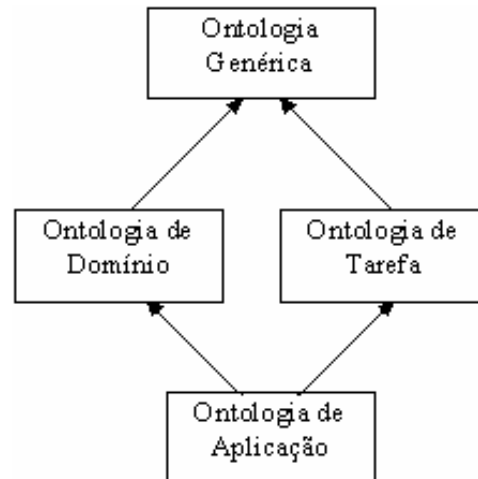 Ontologia
Genérica
Ontologia de
Domínio
Ontologia de
Tarefa
Ontologia de
Aplicação